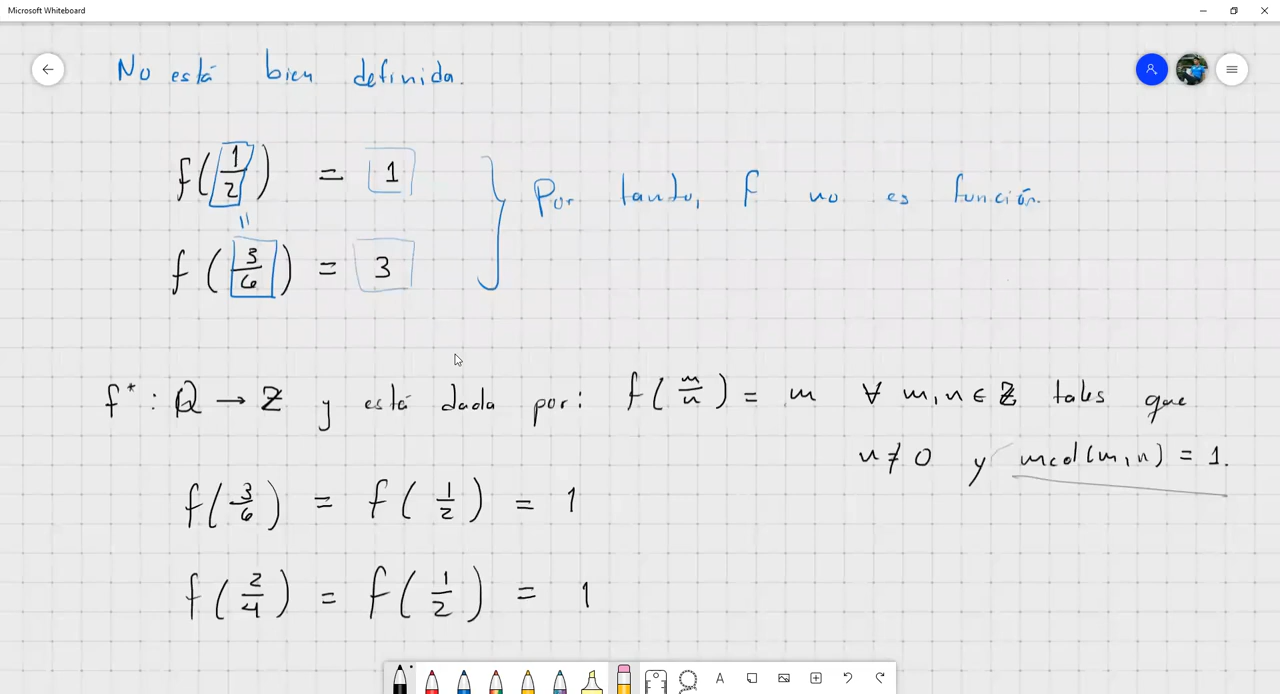 Microsoft Whiteboard
No está bien definida.
f(1/2) = 1
=
f(3/6) = 3
Por tanto, f no es función.
f* : ℚ → ℤ y está dada por: f(m/n) = m ∀ m, n ∈ ℤ tales que
n ≠ 0 y mcd(m, n) = 1.
f(3/6) = f(1/2) = 1
f(2/4) = f(1/2) = 1
A